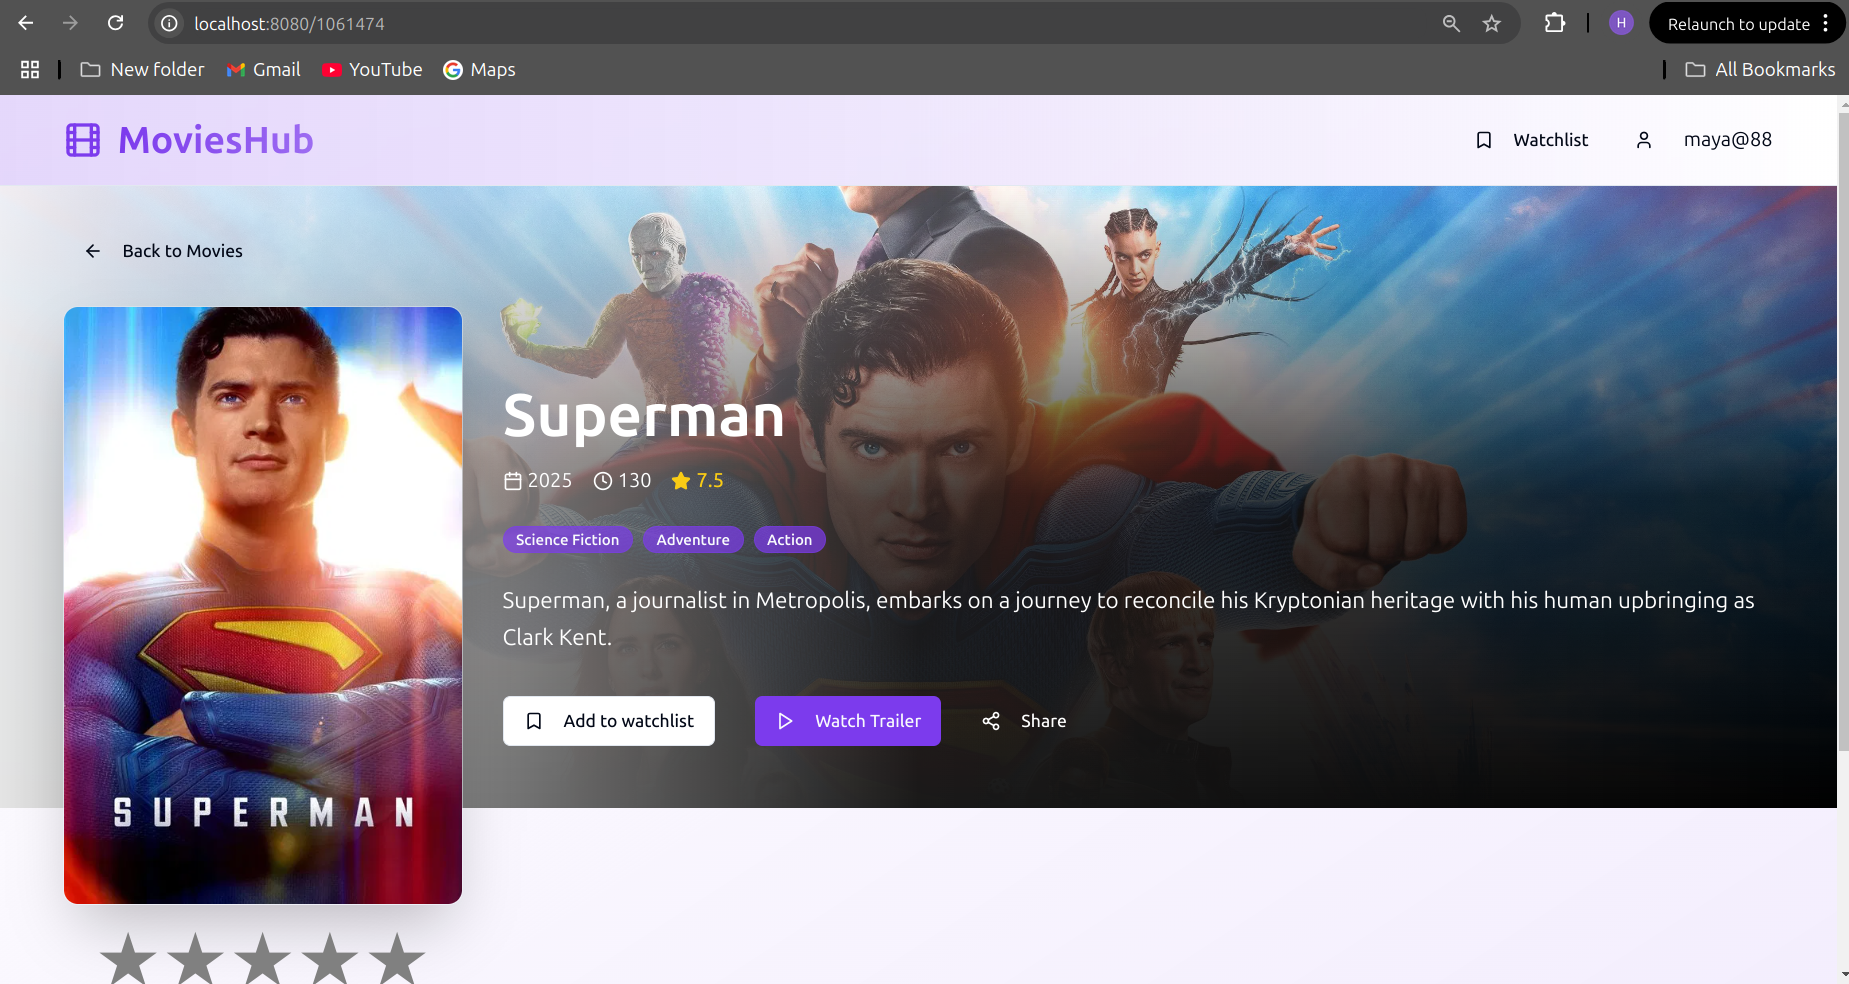 localhost:8080/1061474
H
Relaunch to update
New folder
Gmail
YouTube
Maps
All Bookmarks
MoviesHub
Watchlist
maya@88
Back to Movies
Superman
2025
130
7.5
Science Fiction
Adventure
Action
Superman, a journalist in Metropolis, embarks on a journey to reconcile his Kryptonian heritage with his human upbringing as
Clark Kent.
Add to watchlist
Watch Trailer
Share
SUPERMAN